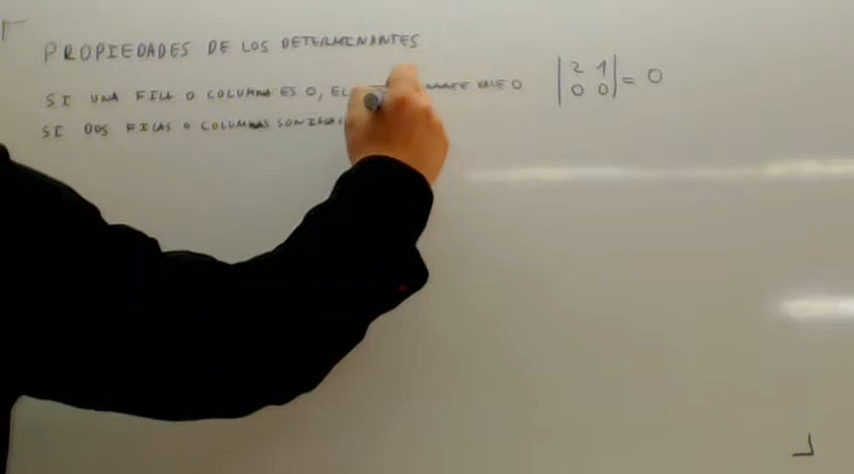 PROPIEDADES DE LOS DETERMINANTES
SI UNA FILA O COLUMNA ES 0, EL VALE 0
|2 1|
|0 0| = 0
SI DOS FILAS O COLUMNAS SON